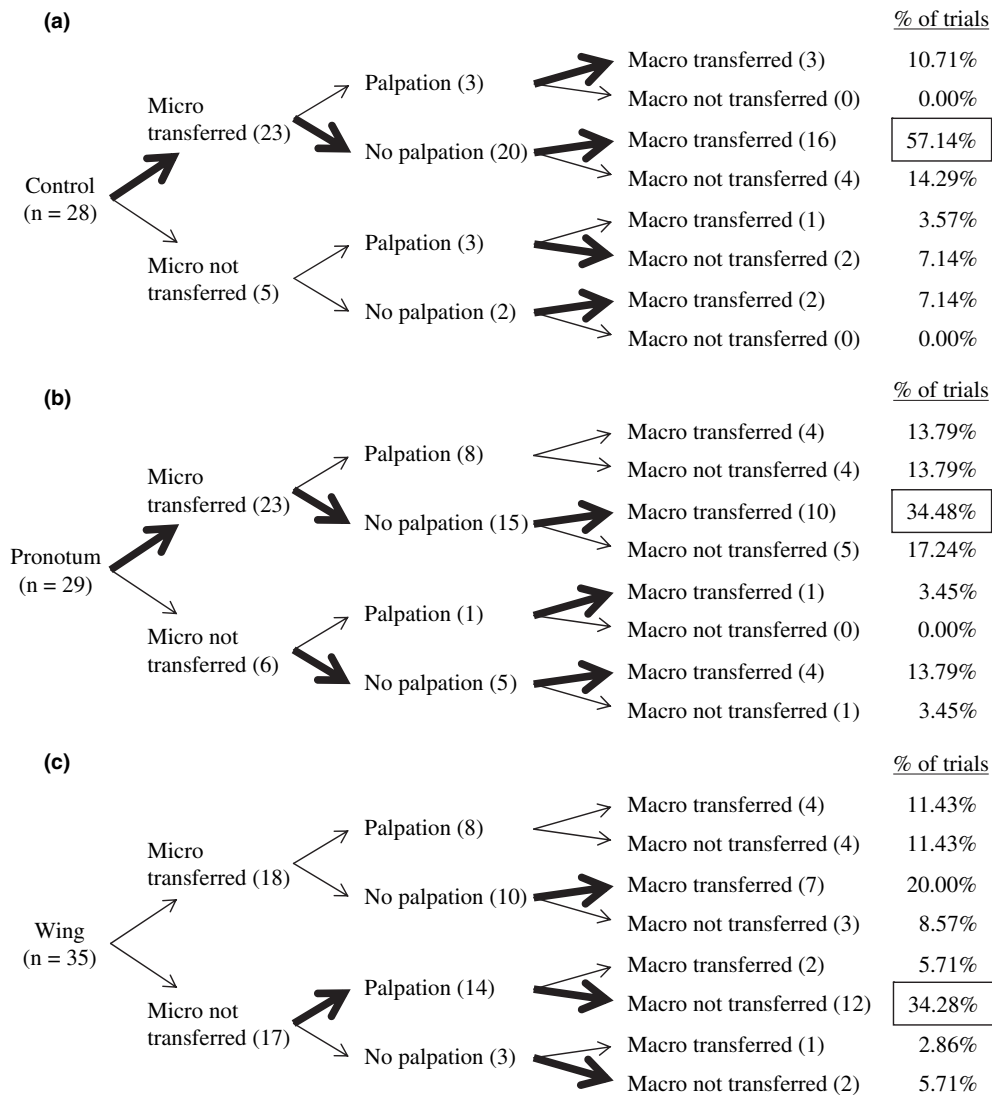 (a)
% of trials
Control
(n = 28)
Micro
transferred (23)
Micro not
transferred (5)
Palpation (3)
No palpation (20)
Palpation (3)
No palpation (2)
Macro transferred (3) 10.71%
Macro not transferred (0) 0.00%
Macro transferred (16) 57.14%
Macro not transferred (4) 14.29%
Macro transferred (1) 3.57%
Macro not transferred (2) 7.14%
Macro transferred (2) 7.14%
Macro not transferred (0) 0.00%
(b)
% of trials
Pronotum
(n = 29)
Micro
transferred (23)
Micro not
transferred (6)
Palpation (8)
No palpation (15)
Palpation (1)
No palpation (5)
Macro transferred (4) 13.79%
Macro not transferred (4) 13.79%
Macro transferred (10) 34.48%
Macro not transferred (5) 17.24%
Macro transferred (1) 3.45%
Macro not transferred (0) 0.00%
Macro transferred (4) 13.79%
Macro not transferred (1) 3.45%
(c)
% of trials
Wing
(n = 35)
Micro
transferred (18)
Micro not
transferred (17)
Palpation (8)
No palpation (10)
Palpation (14)
No palpation (3)
Macro transferred (4) 11.43%
Macro not transferred (4) 11.43%
Macro transferred (7) 20.00%
Macro not transferred (3) 8.57%
Macro transferred (2) 5.71%
Macro not transferred (12) 34.28%
Macro transferred (1) 2.86%
Macro not transferred (2) 5.71%